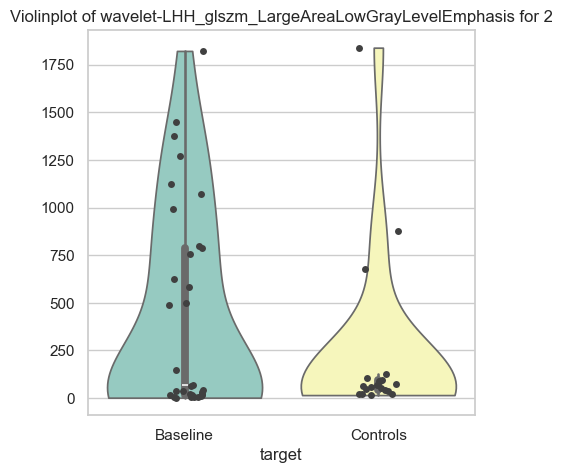 Violinplot of wavelet-LHH_glszm_LargeAreaLowGrayLevelEmphasis for 2
1750
1500
1250
1000
750
500
250
0
Baseline Controls
target